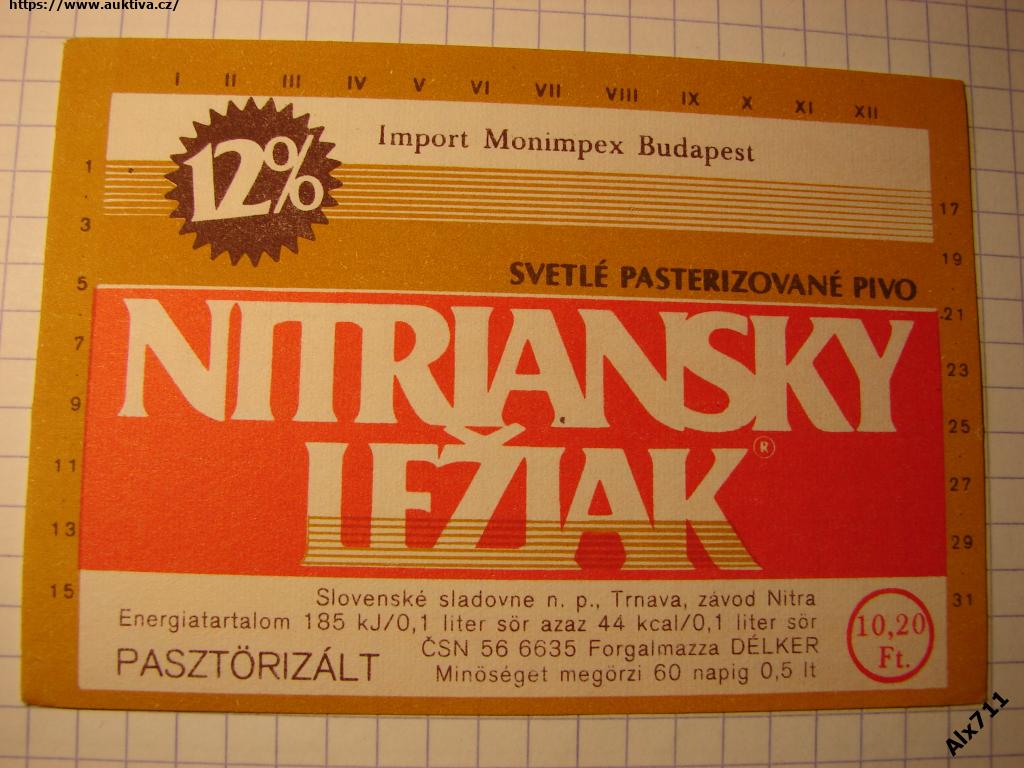 https://www.auktiva.cz/
I II III IV V VI VII VIII IX X XI XII
12%
Import Monimpex Budapest
1
3
5
7
9
11
13
15
17
19
21
23
25
27
29
31
SVETLÉ PASTERIZOVANÉ PIVO
NITRIANSKY
LEŽIAK ®
Slovenské sladovne n. p., Trnava, závod Nitra
Energiatartalom 185 kJ/0,1 liter sör azaz 44 kcal/0,1 liter sör
ČSN 56 6635 Forgalmazza DÉLKER
PASZTÖRIZÁLT
Minöséget megörzi 60 napig 0,5 lt
10,20
Ft.
Alx711